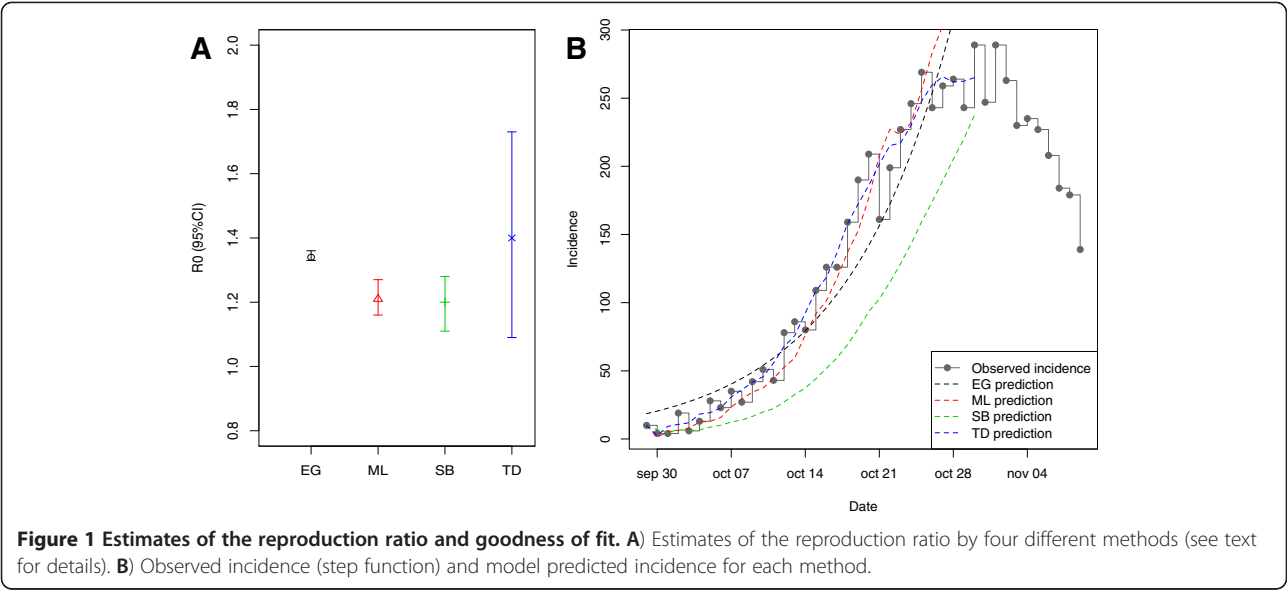 A
2.0
1.8
1.6
1.4
1.2
1.0
0.8
R0 (95%CI)
EG ML SB TD
B
300
250
200
150
100
50
0
Incidence
sep 30 oct 07 oct 14 oct 21 oct 28 nov 04
Date
Observed incidence
EG prediction
ML prediction
SB prediction
TD prediction
Figure 1 Estimates of the reproduction ratio and goodness of fit. A) Estimates of the reproduction ratio by four different methods (see text
for details). B) Observed incidence (step function) and model predicted incidence for each method.